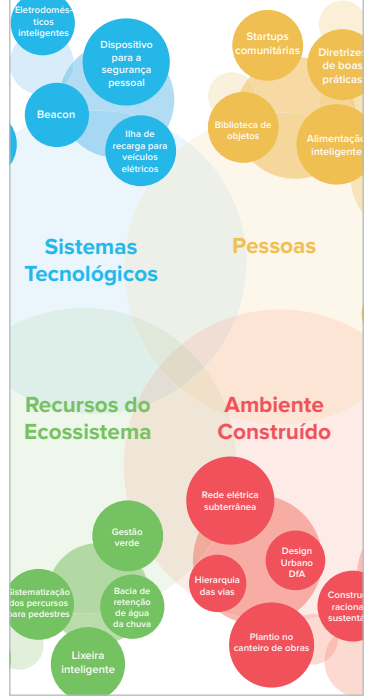 Eletrodomés-
ticos
inteligentes
Dispositivo
para a
segurança
pessoal
Beacon
Ilha de
recarga para
veículos
elétricos
Startups
comunitárias
Diretrizes
de boas
práticas
Biblioteca de
objetos
Alimentação
inteligente
Sistemas
Tecnológicos
Pessoas
Recursos do
Ecossistema
Ambiente
Construído
Gestão
verde
Sistematização
dos percursos
para pedestres
Bacia de
retenção
de água
da chuva
Lixeira
inteligente
Rede elétrica
subterrânea
Design
Urbano
DfA
Hierarquia
das vias
Plantio no
canteiro de obras
Constru
raciona
sustentá